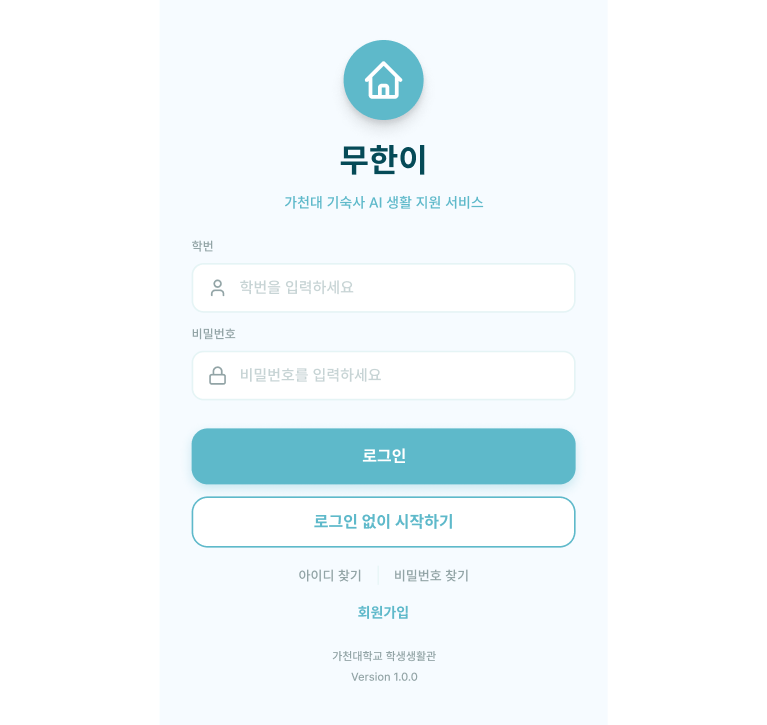 무한이
가천대 기숙사 AI 생활 지원 서비스
학번
학번을 입력하세요
비밀번호
비밀번호를 입력하세요
로그인
로그인 없이 시작하기
아이디 찾기 비밀번호 찾기
회원가입
가천대학교 학생생활관
Version 1.0.0